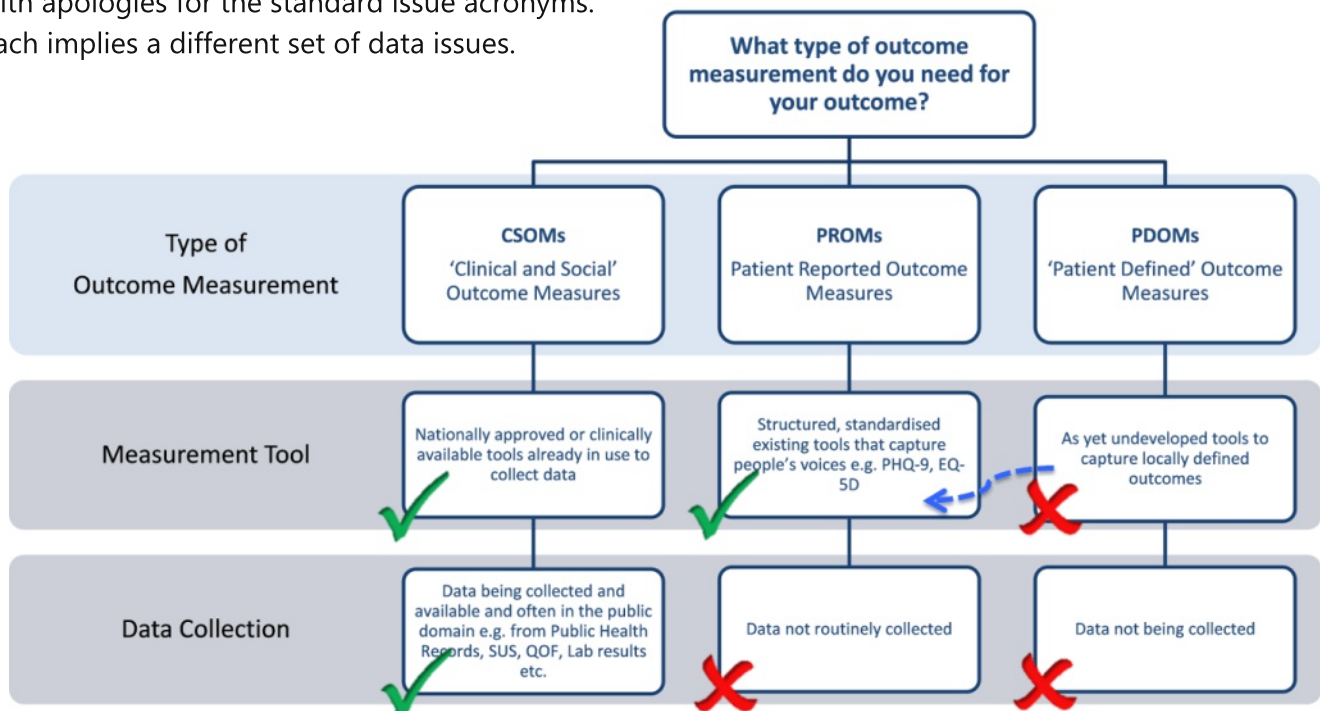 ith apologies for the standard issue acronyms.
ach implies a different set of data issues.
What type of outcome
measurement do you need for
your outcome?
Type of
Outcome Measurement
CSOMs
‘Clinical and Social’
Outcome Measures
PROMs
Patient Reported Outcome
Measures
PDOMs
‘Patient Defined’ Outcome
Measures
Measurement Tool
Nationally approved or clinically
available tools already in use to
collect data
Structured, standardised
existing tools that capture
people’s voices e.g. PHQ-9, EQ-
5D
As yet undeveloped tools to
capture locally defined
outcomes
Data Collection
Data being collected and
available and often in the public
domain e.g. from Public Health
Records, SUS, QOF, Lab results
etc.
Data not routinely collected
Data not being collected